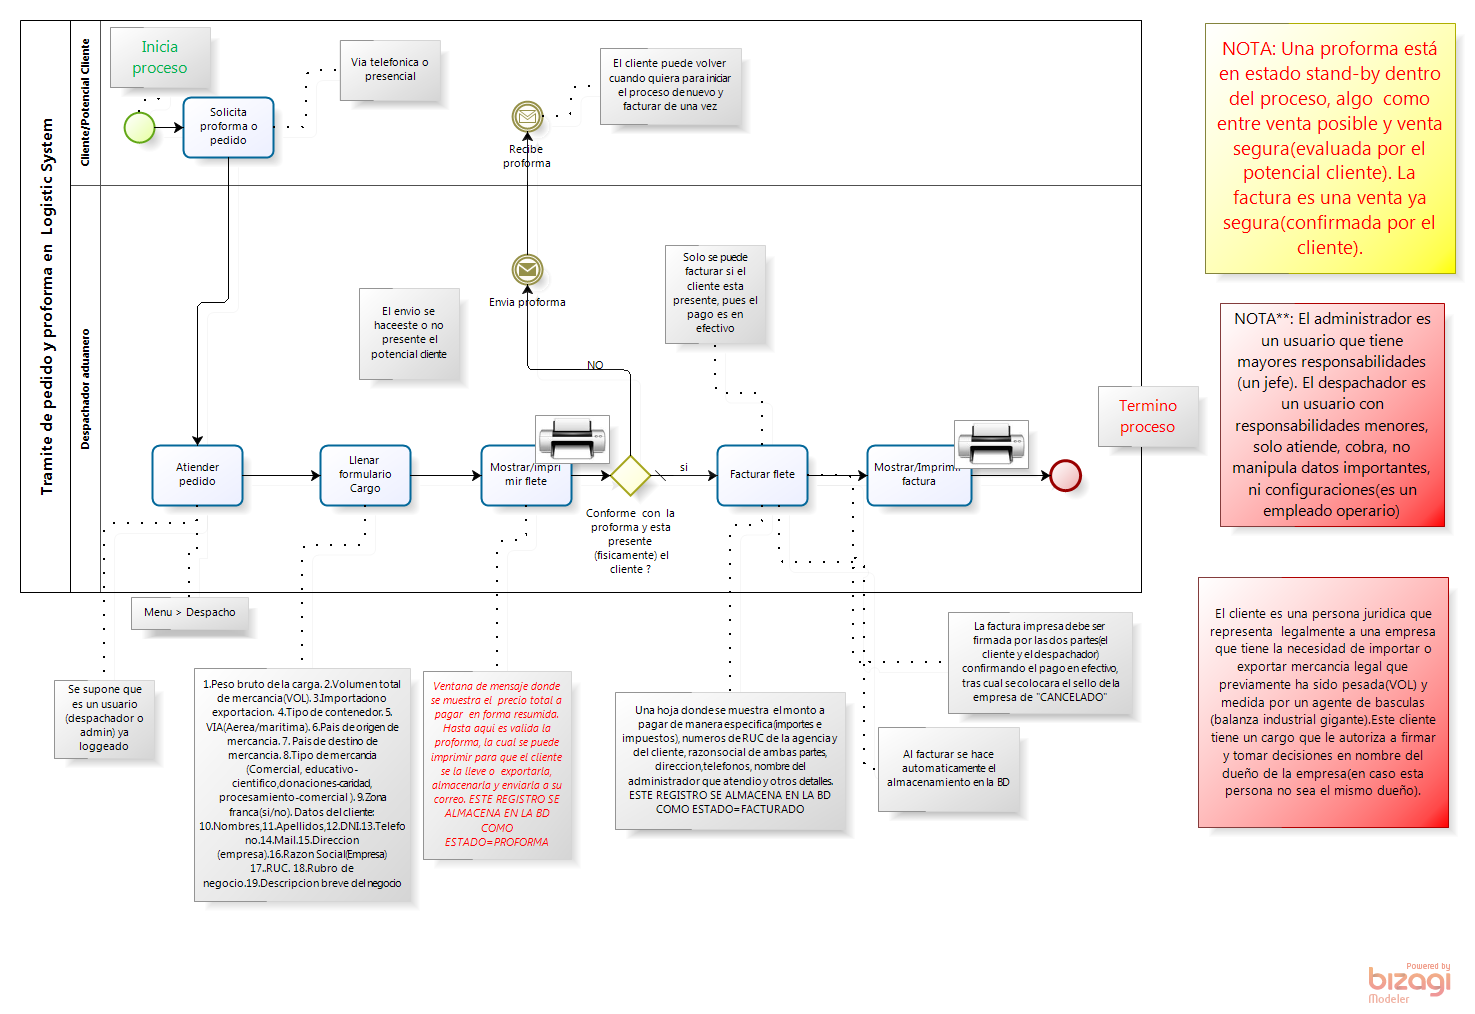 Tramite de pedido y proforma en Logistic System
Cliente/Potencial Cliente
Inicia
proceso
Solicita
proforma o
pedido
Via telefonica o
presencial
Recibe
proforma
El cliente puede volver
cuando quiera para iniciar
el proceso denuevo y
facturar de una vez
Despachador aduanero
Envia proforma
El envio se
haceeste o no
presente el
potencial cliente
NO
Solo se puede
facturar si el
cliente esta
presente, pues el
pago es en
efectivo
Atiender
pedido
Llenar
formulario
Cargo
Mostrar/impri
mir flete
Conforme con la
proforma y esta
presente
(fisicamente) el
cliente ?
si
Facturar flete
Mostrar/Imprimir
factura
Termino
proceso
Menu > Despacho
Se supone que
es un usuario
(despachador o
admin) ya
loggeado
1.Peso bruto de la carga. 2.Volumen total
de mercancia(VOL). 3.Importaciono
exportacion. 4.Tipo de contenedor. 5.
VIA(Aerea/maritima). 6.Pais de origen de
mercancia. 7. Pais de destino de
mercancia. 8.Tipo de mercancia
(Comercial, educativo-
cientifico,donaciones-caridad,
procesamiento-comercial ). 9.Zona
franca(si/no). Datos del cliente:
10.Nombres,11.Apellidos,12.DNI.13.Telefo
no.14.Mail.15.Direccion
(empresa).16.Razon Social(Empresa)
17..RUC. 18.Rubro de
negocio.19.Descripcion breve del negocio
Ventana de mensaje donde
se muestra el precio total a
pagar en forma resumida.
Hasta aqui es valida la
proforma, la cual se puede
imprimir para que el cliente
se la lleve o exportarla,
almacenarla y enviarla a su
correo. ESTE REGISTRO SE
ALMACENA EN LA BD
COMO
ESTADO=PROFORMA
Una hoja dondese muestra el monto a
pagar de manera especifica(importes e
impuestos), numeros de RUC de la agencia y
del cliente, razon social de ambas partes,
direccion,telefonos, nombre del
administrador que atendio y otros detalles.
ESTE REGISTRO SE ALMACENA EN LA BD
COMO ESTADO=FACTURADO
La factura impresa debe ser
firmada por las dos partes(el
cliente y el despachador)
confirmando el pago en efectivo,
tras cual se colocara el sello de la
empresa de "CANCELADO"
Al facturar se hace
automaticamente el
almacenamiento en la BD
NOTA: Una proforma está
en estado stand-by dentro
del proceso, algo como
entre venta posible y venta
segura(evaluada por el
potencial cliente). La
factura es una venta ya
segura(confirmada por el
cliente).
NOTA**: El administrador es
un usuario que tiene
mayores responsabilidades
(un jefe). El despachador es
un usuario con
responsabilidades menores,
solo atiende, cobra, no
manipula datos importantes,
ni configuraciones(es un
empleado operario)
El cliente es una persona juridica que
representa legalmente a una empresa
que tiene la necesidad de importar o
exportar mercancia legal que
previamente ha sido pesada(VOL) y
medida por un agente de basculas
(balanza industrial gigante).Este cliente
tiene un cargo que le autoriza a firmar
y tomar decisiones en nombre del
dueño de la empresa(en caso esta
persona no sea el mismo dueño).
Powered by
bizagi
Modeler